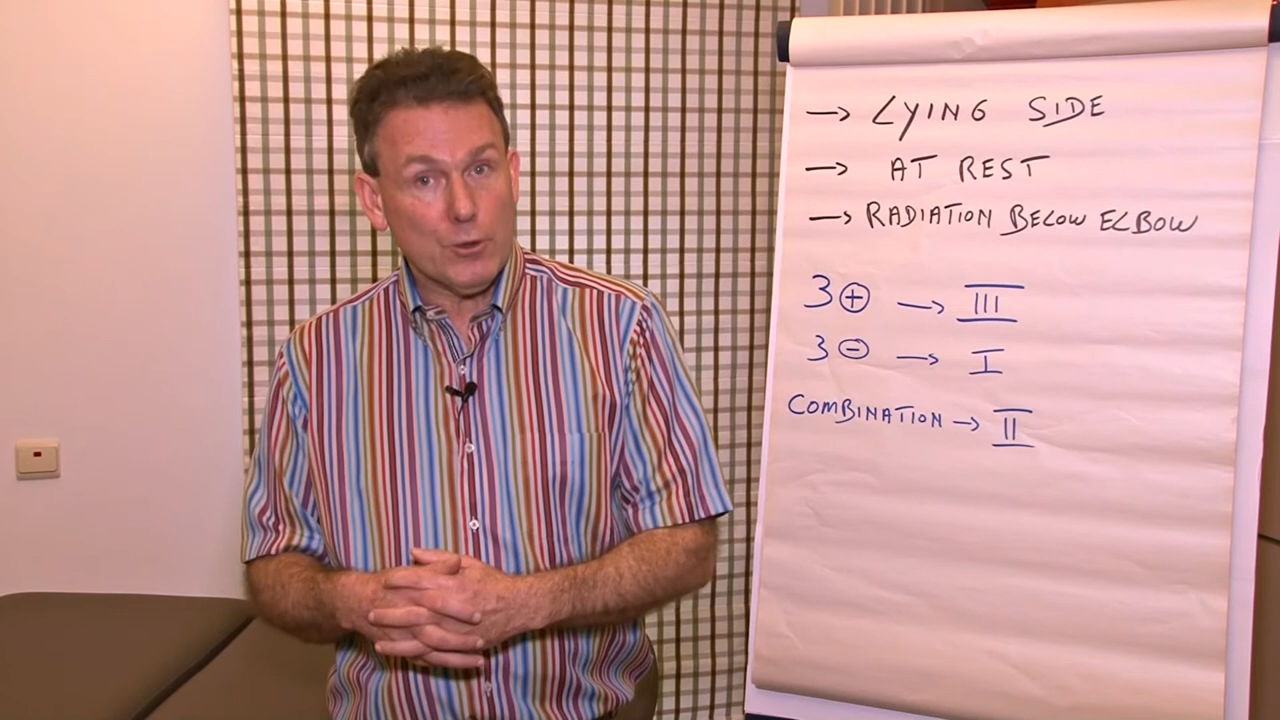 → LYING SIDE
→ AT REST
→ RADIATION BELOW ELBOW
3 ⊕ → III
3 ⊖ → I
COMBINATION → II